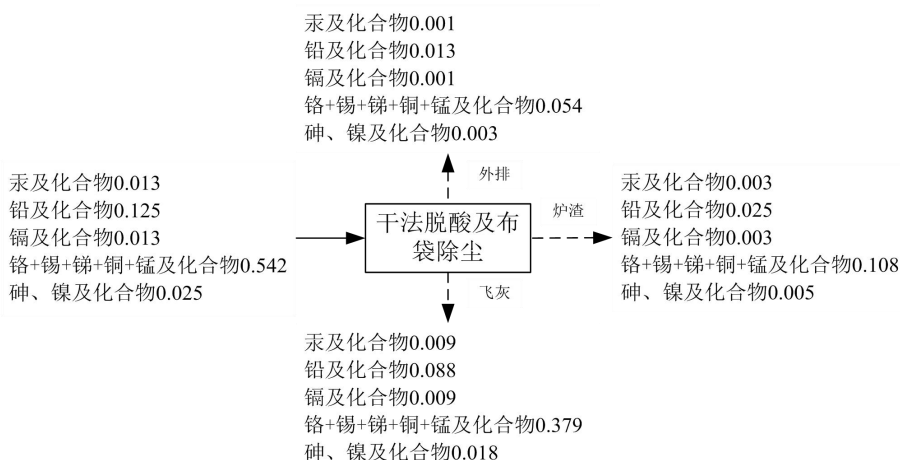 汞及化合物0.001
铅及化合物0.013
镉及化合物0.001
铬+锡+锑+铜+锰及化合物0.054
砷、镍及化合物0.003
外排
汞及化合物0.013
铅及化合物0.125
镉及化合物0.013
铬+锡+锑+铜+锰及化合物0.542
砷、镍及化合物0.025
干法脱酸及布
袋除尘
炉渣
汞及化合物0.003
铅及化合物0.025
镉及化合物0.003
铬+锡+锑+铜+锰及化合物0.108
砷、镍及化合物0.005
飞灰
汞及化合物0.009
铅及化合物0.088
镉及化合物0.009
铬+锡+锑+铜+锰及化合物0.379
砷、镍及化合物0.018